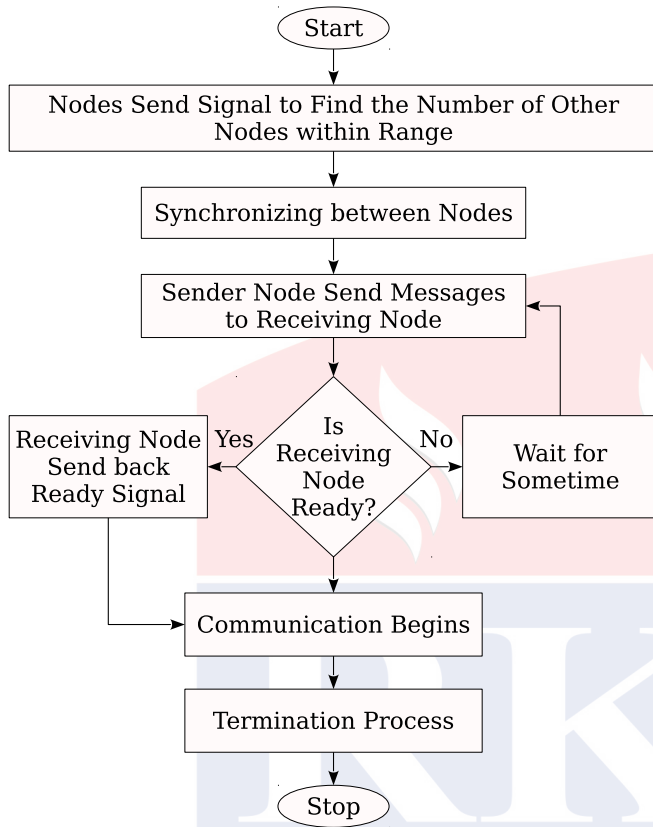 Start
Nodes Send Signal to Find the Number of Other
Nodes within Range
Synchronizing between Nodes
Sender Node Send Messages
to Receiving Node
Is
Receiving
Node
Ready?
Yes
No
Receiving Node
Send back
Ready Signal
Wait for
Sometime
Communication Begins
Termination Process
Stop
RK